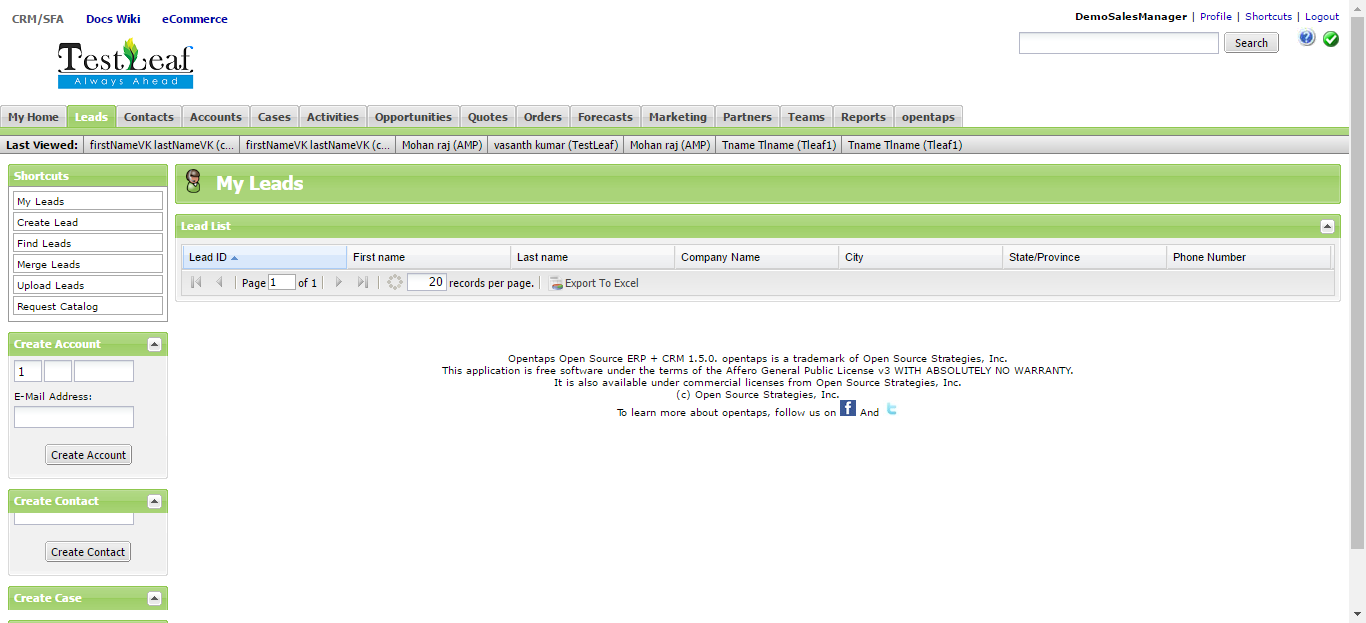 CRM/SFA Docs Wiki eCommerce
DemoSalesManager | Profile | Shortcuts | Logout
Search
TestLeaf
Always Ahead
My Home Leads Contacts Accounts Cases Activities Opportunities Quotes Orders Forecasts Marketing Partners Teams Reports opentaps
Last Viewed: firstNameVK lastNameVK (c... firstNameVK lastNameVK (c... Mohan raj (AMP) vasanth kumar (TestLeaf) Mohan raj (AMP) Tname Tlname (Tleaf1) Tname Tlname (Tleaf1)
Shortcuts
My Leads
Create Lead
Find Leads
Merge Leads
Upload Leads
Request Catalog
Create Account
1
E-Mail Address:
Create Account
Create Contact
Create Contact
Create Case
My Leads
Lead List
Lead ID First name Last name Company Name City State/Province Phone Number
Page 1 of 1 20 records per page. Export To Excel
Opentaps Open Source ERP + CRM 1.5.0. opentaps is a trademark of Open Source Strategies, Inc.
This application is free software under the terms of the Affero General Public License v3 WITH ABSOLUTELY NO WARRANTY.
It is also available under commercial licenses from Open Source Strategies, Inc.
(c) Open Source Strategies, Inc.
To learn more about opentaps, follow us on f And t